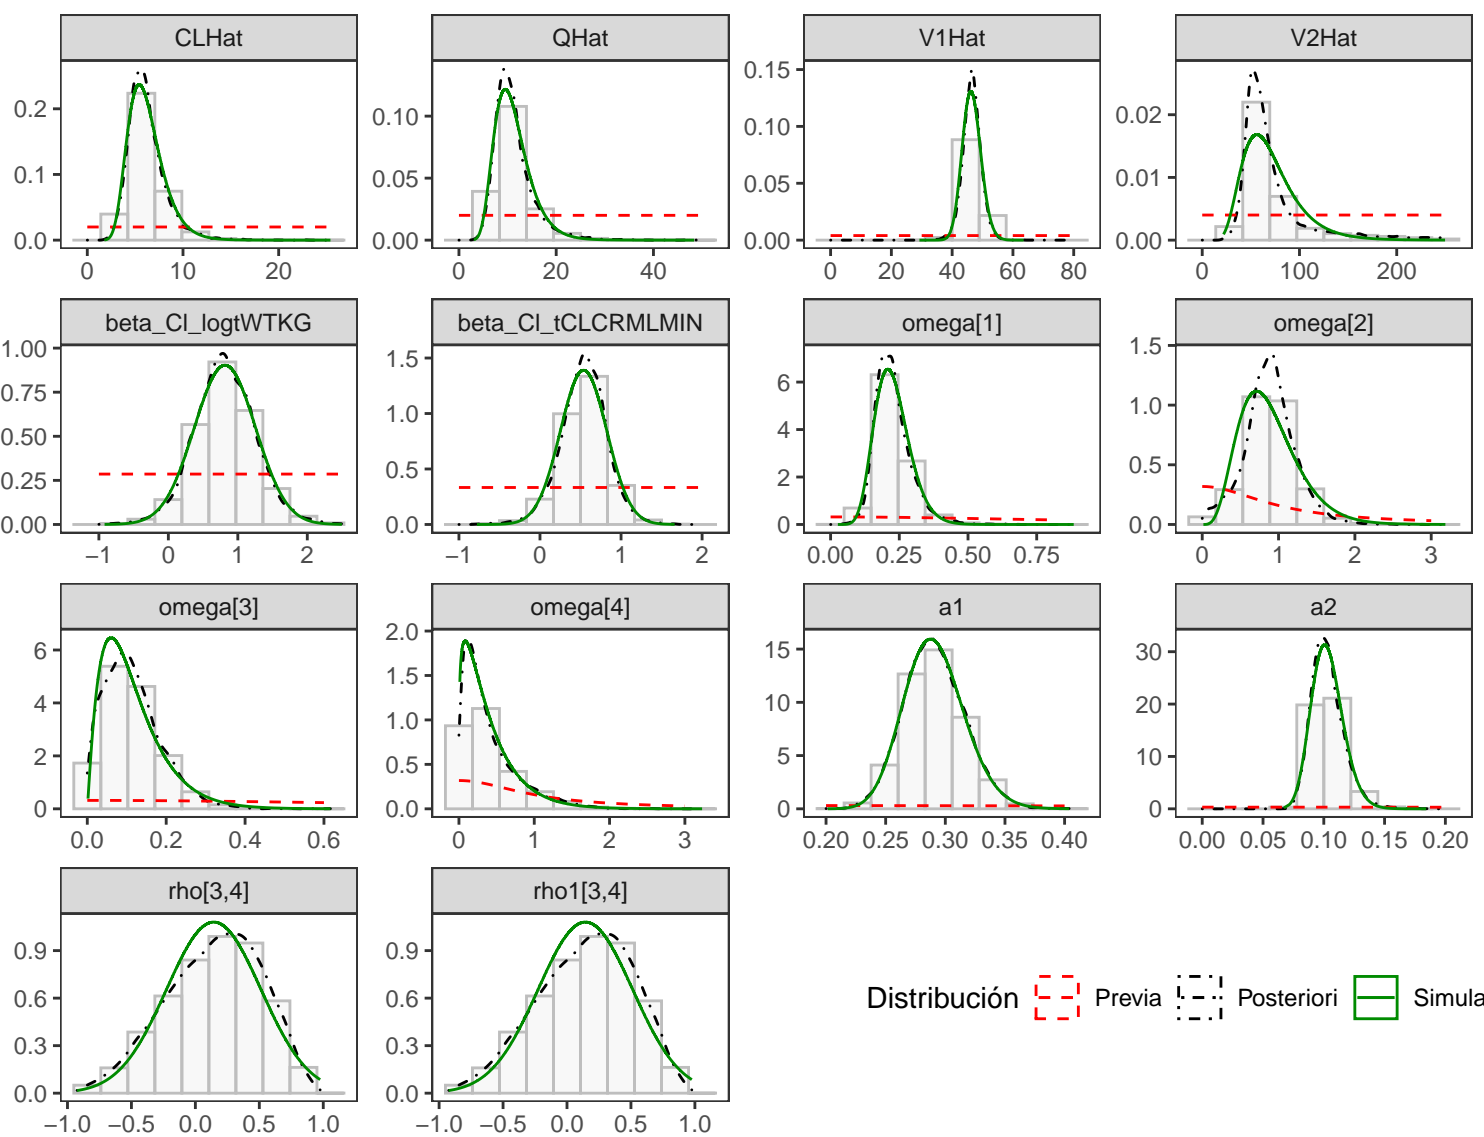 CLHat QHat V1Hat V2Hat
0.2 0.10 0.15 0.02
0.1 0.05 0.10 0.01
0.0 0.00 0.05 0.00
0.00
0 10 20 0 20 40 0 20 40 60 80 0 100 200
beta_Cl_logtWTKG beta_Cl_tCLCRMLMIN omega[1] omega[2]
1.00 1.5 6 1.5
0.75 1.0 4 1.0
0.50 0.5 2 0.5
0.25 0.0 0 0.0
0.00
−1 0 1 2 −1 0 1 2 0.00 0.25 0.50 0.75 0 1 2 3
omega[3] omega[4] a1 a2
6 2.0 15 30
4 1.5 10 20
2 1.0 5 10
0 0.5 0 0
0.0
0.0 0.2 0.4 0.6 0 1 2 3 0.20 0.25 0.30 0.35 0.40 0.00 0.05 0.10 0.15 0.20
rho[3,4] rho1[3,4]
0.9 0.9
0.6 0.6
0.3 0.3
0.0 0.0
−1.0 −0.5 0.0 0.5 1.0 −1.0 −0.5 0.0 0.5 1.0
Distribución Previa Posteriori Simula